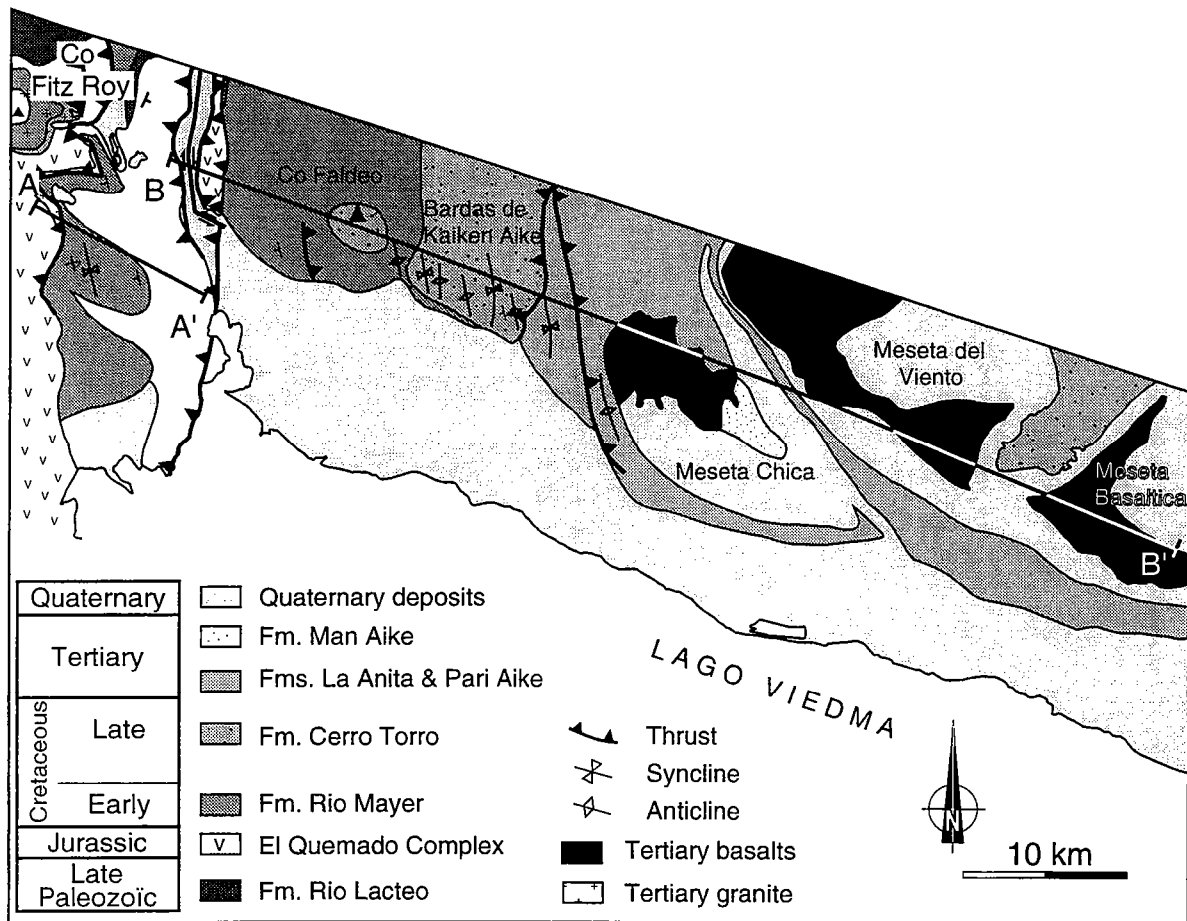 Co
Fitz Roy
A
B
A'
Co Faldeo
Bardas de
Kaikeri Aike
Meseta del
Viento
Meseta Chica
Meseta
Basaltica
B'
LAGO VIEDMA
N
10 km
Quaternary
Tertiary
Cretaceous
Late
Early
Jurassic
Late
Paleozoïc
Quaternary deposits
Fm. Man Aike
Fms. La Anita & Pari Aike
Fm. Cerro Torro
Fm. Rio Mayer
v El Quemado Complex
Fm. Rio Lacteo
Thrust
Syncline
Anticline
Tertiary basalts
Tertiary granite